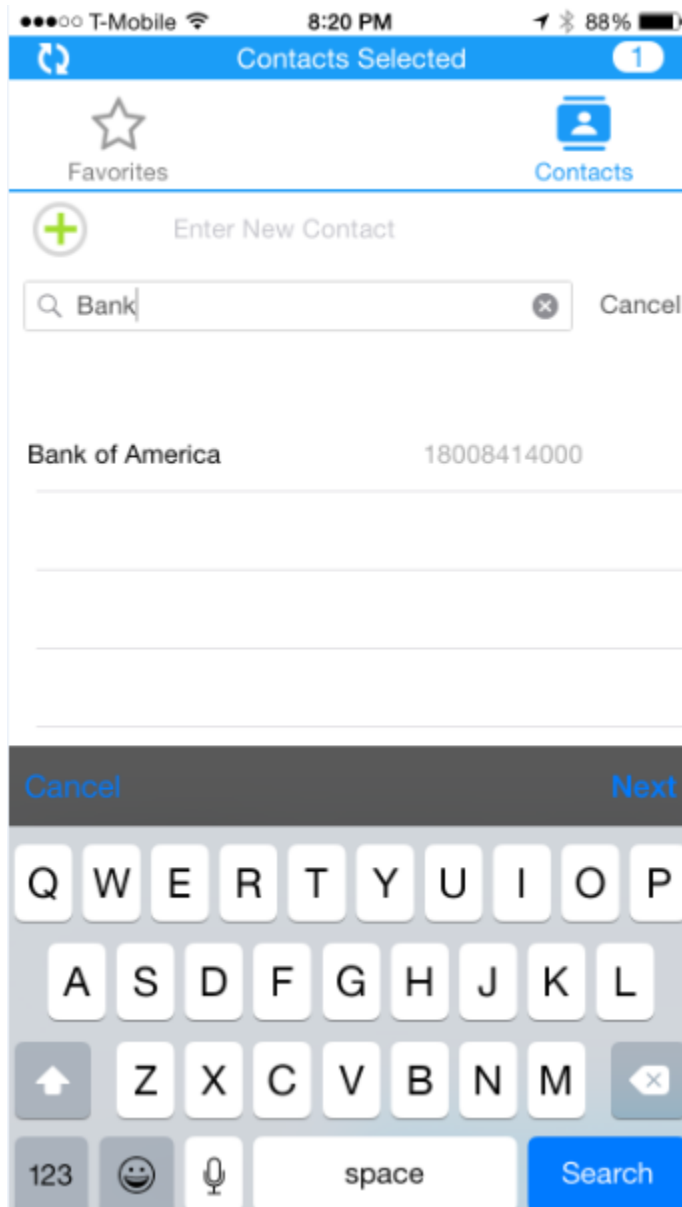 T-Mobile 8:20 PM 88%
Contacts Selected 1
Favorites Contacts
Enter New Contact
Bank Cancel
Bank of America 18008414000
Cancel Next
Q W E R T Y U I O P
A S D F G H J K L
Z X C V B N M
123 space Search